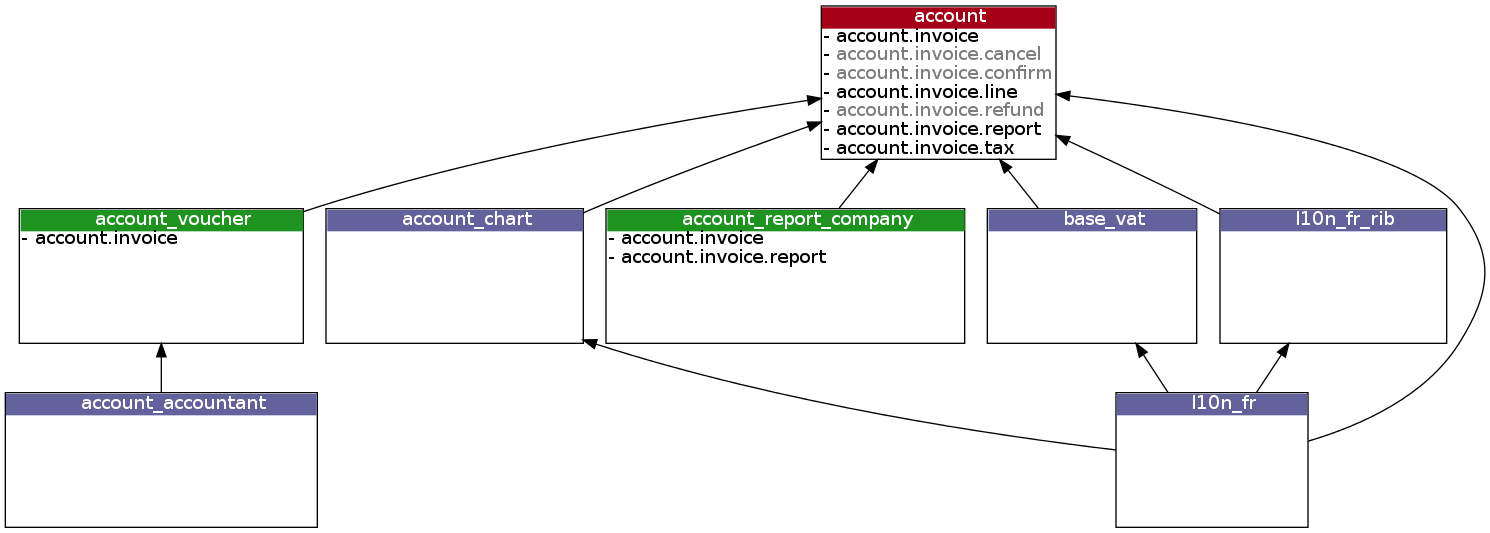 account
- account.invoice
- account.invoice.cancel
- account.invoice.confirm
- account.invoice.line
- account.invoice.refund
- account.invoice.report
- account.invoice.tax
account_voucher
- account.invoice
account_chart
account_report_company
- account.invoice
- account.invoice.report
base_vat
l10n_fr_rib
account_accountant
l10n_fr